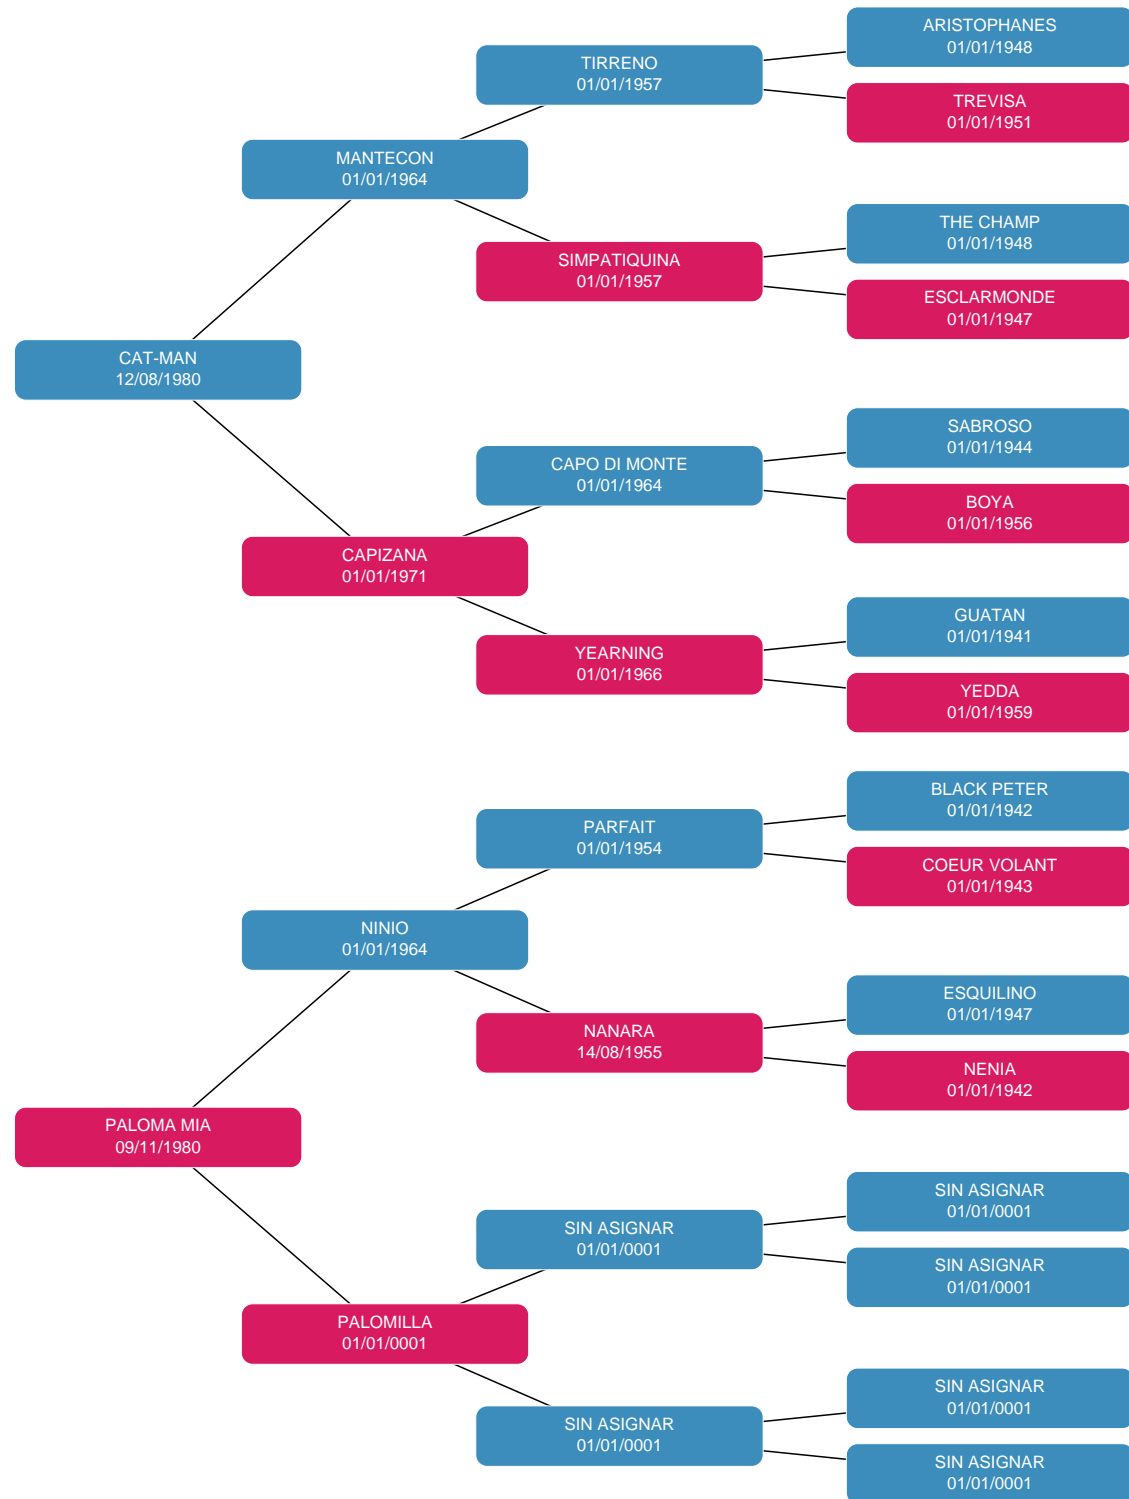 ARISTOPHANES
01/01/1948
TIRRENO
01/01/1957
TREVISA
01/01/1951
MANTECON
01/01/1964
THE CHAMP
01/01/1948
SIMPATIQUINA
01/01/1957
ESCLARMONDE
01/01/1947
CAT-MAN
12/08/1980
SABROSO
01/01/1944
CAPO DI MONTE
01/01/1964
BOYA
01/01/1956
CAPIZANA
01/01/1971
GUATAN
01/01/1941
YEARNING
01/01/1966
YEDDA
01/01/1959
BLACK PETER
01/01/1942
PARFAIT
01/01/1954
COEUR VOLANT
01/01/1943
NINIO
01/01/1964
ESQUILINO
01/01/1947
NANARA
14/08/1955
NENIA
01/01/1942
PALOMA MIA
09/11/1980
SIN ASIGNAR
01/01/0001
SIN ASIGNAR
01/01/0001
SIN ASIGNAR
01/01/0001
PALOMILLA
01/01/0001
SIN ASIGNAR
01/01/0001
SIN ASIGNAR
01/01/0001
SIN ASIGNAR
01/01/0001